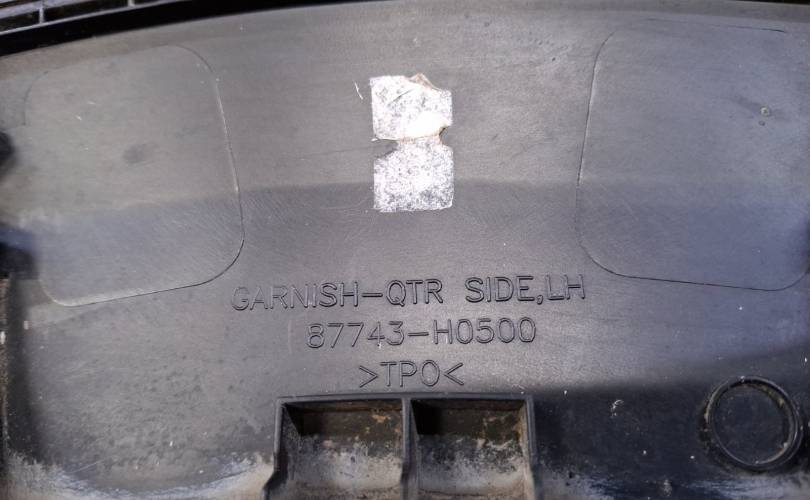 GARNISH-QTR SIDE,LH
87743-H0500
>TPO<